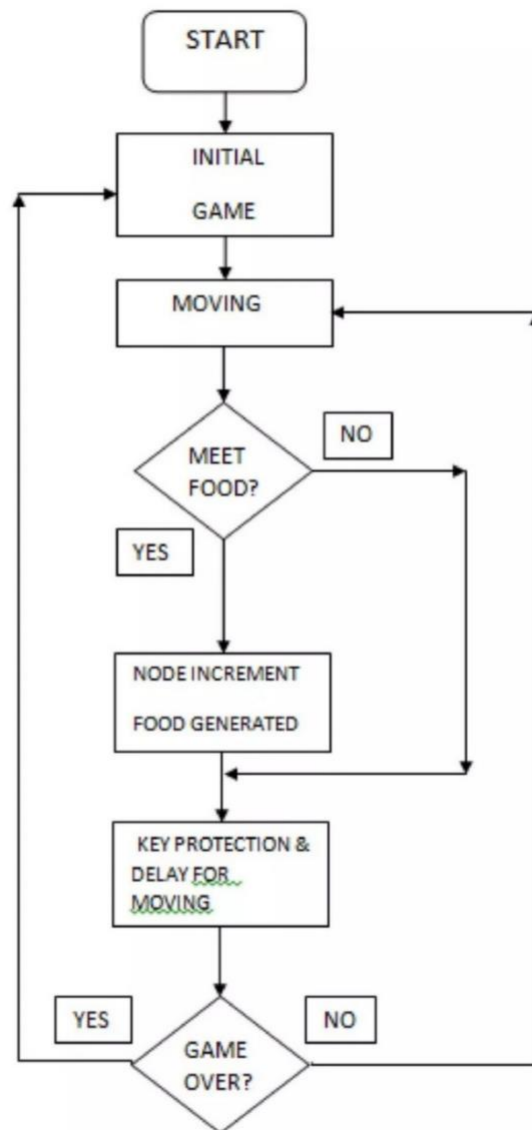 START
INITIAL
GAME
MOVING
NO
MEET
FOOD?
YES
NODE INCREMENT
FOOD GENERATED
KEY PROTECTION &
DELAY FOR
MOVING
YES
NO
GAME
OVER?